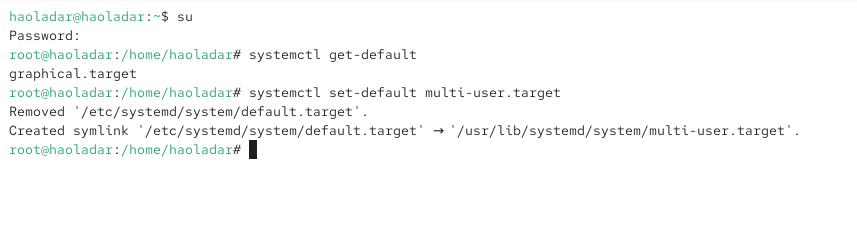 haoladar@haoladar:~$ su
Password:
root@haoladar:/home/haoladar# systemctl get-default
graphical.target
root@haoladar:/home/haoladar# systemctl set-default multi-user.target
Removed '/etc/systemd/system/default.target'.
Created symlink '/etc/systemd/system/default.target' → '/usr/lib/systemd/system/multi-user.target'.
root@haoladar:/home/haoladar#